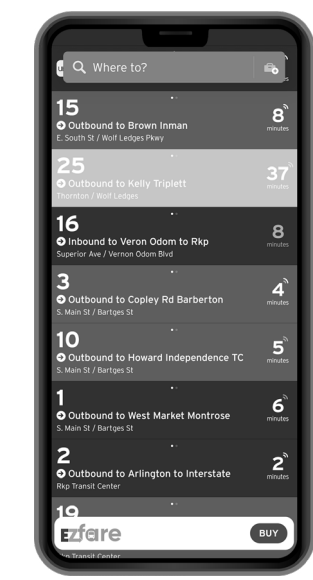 Where to?
15
Outbound to Brown Inman
E. South St / Wolf Ledges Pkwy
8
minutes
25
Outbound to Kelly Triplett
Thornton / Wolf Ledges
37
minutes
16
Inbound to Veron Odom to Rkp
Superior Ave / Vernon Odom Blvd
8
minutes
3
Outbound to Copley Rd Barberton
S. Main St / Bartges St
4
minutes
10
Outbound to Howard Independence TC
S. Main St / Bartges St
5
minutes
1
Outbound to West Market Montrose
S. Main St / Bartges St
6
minutes
2
Outbound to Arlington to Interstate
Rkp Transit Center
2
minutes
19
EZfare
BUY
Rkp Transit Center